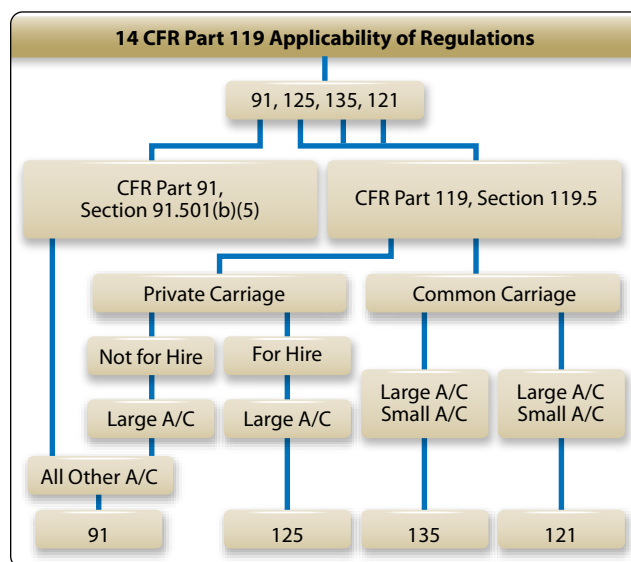 14 CFR Part 119 Applicability of Regulations
91, 125, 135, 121
CFR Part 91,
Section 91.501(b)(5)
CFR Part 119, Section 119.5
Private Carriage
Common Carriage
Not for Hire
For Hire
Large A/C
Large A/C
Large A/C
Small A/C
Large A/C
Small A/C
All Other A/C
91
125
135
121